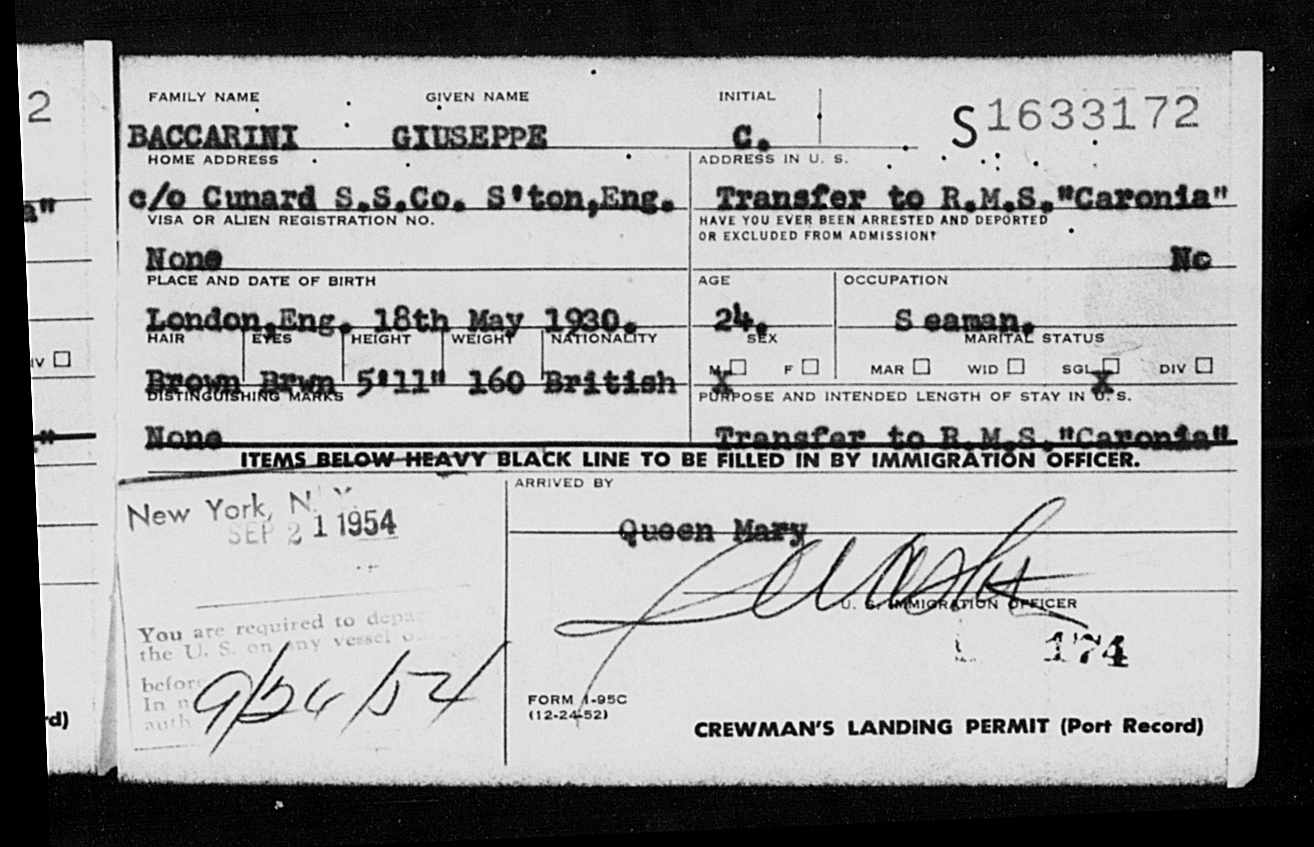 2
a"
IV
"
rd)
FAMILY NAME GIVEN NAME INITIAL
S1633172
BACCARINI GIUSEPPE C.
HOME ADDRESS ADDRESS IN U. S.
c/o Cunard S.S.Co. S'ton,Eng. Transfer to R.M.S."Caronia"
VISA OR ALIEN REGISTRATION NO. HAVE YOU EVER BEEN ARRESTED AND DEPORTED
OR EXCLUDED FROM ADMISSION?
None No
PLACE AND DATE OF BIRTH AGE OCCUPATION
London,Eng. 18th May 1930. 24. S eaman.
HAIR EYES HEIGHT WEIGHT NATIONALITY SEX MARITAL STATUS
M F MAR WID SGL DIV
Brown Brwn 5'11" 160 British X X
DISTINGUISHING MARKS PURPOSE AND INTENDED LENGTH OF STAY IN U. S.
None Transfer to R.M.S."Caronia"
ITEMS BELOW HEAVY BLACK LINE TO BE FILLED IN BY IMMIGRATION OFFICER.
ARRIVED BY
New York, N. Y.
SEP 21 1954
Queen Mary
U. S. IMMIGRATION OFFICER
You are required to
the U. S. on any vessel
174
9/26/54
In
FORM I-95C
(12-24-52)
CREWMAN'S LANDING PERMIT (Port Record)